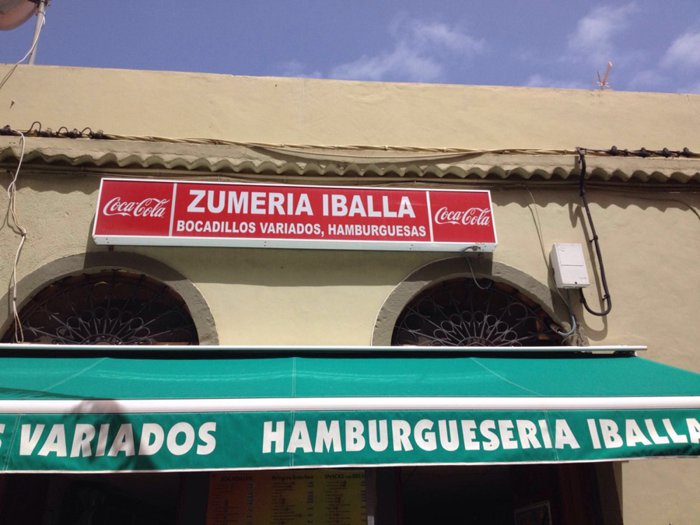 Coca-Cola
ZUMERIA IBALLA
BOCADILLOS VARIADOS, HAMBURGUESAS
Coca-Cola
S VARIADOS HAMBURGUESERIA IBALLA